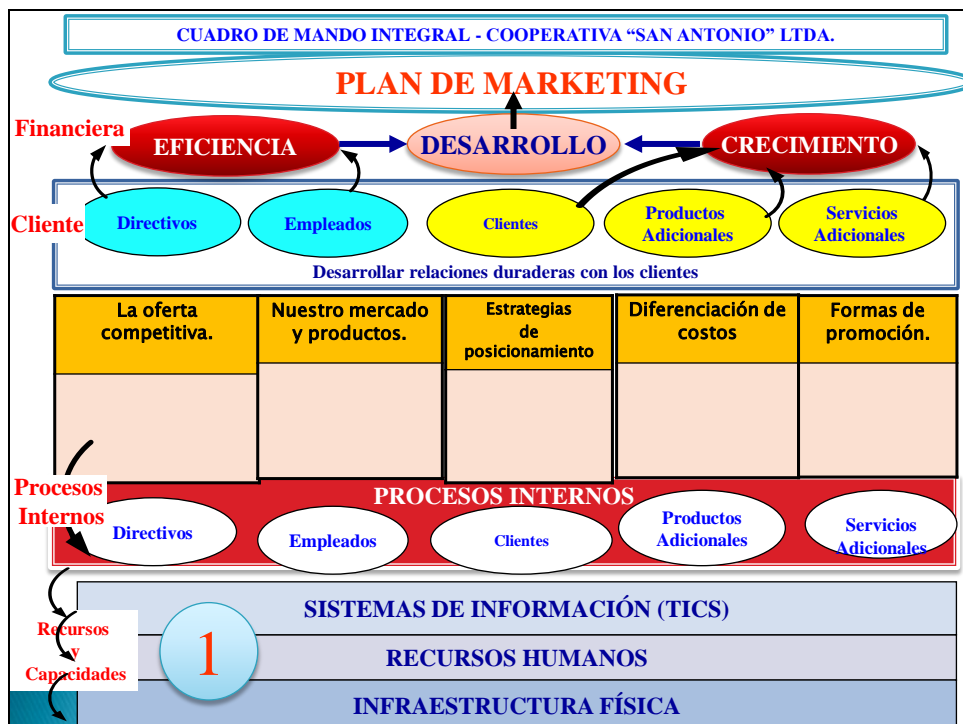 CUADRO DE MANDO INTEGRAL - COOPERATIVA “SAN ANTONIO” LTDA.
PLAN DE MARKETING
Financiera
EFICIENCIA
DESARROLLO
CRECIMIENTO
Cliente
Directivos
Empleados
Clientes
Productos
Adicionales
Servicios
Adicionales
Desarrollar relaciones duraderas con los clientes
La oferta
competitiva.
Nuestro mercado
y productos.
Estrategias
de
posicionamiento
Diferenciación de
costos
Formas de
promoción.
Procesos
Internos
PROCESOS INTERNOS
Directivos
Empleados
Clientes
Productos
Adicionales
Servicios
Adicionales
Recursos
y
Capacidades
1
SISTEMAS DE INFORMACIÓN (TICS)
RECURSOS HUMANOS
INFRAESTRUCTURA FÍSICA